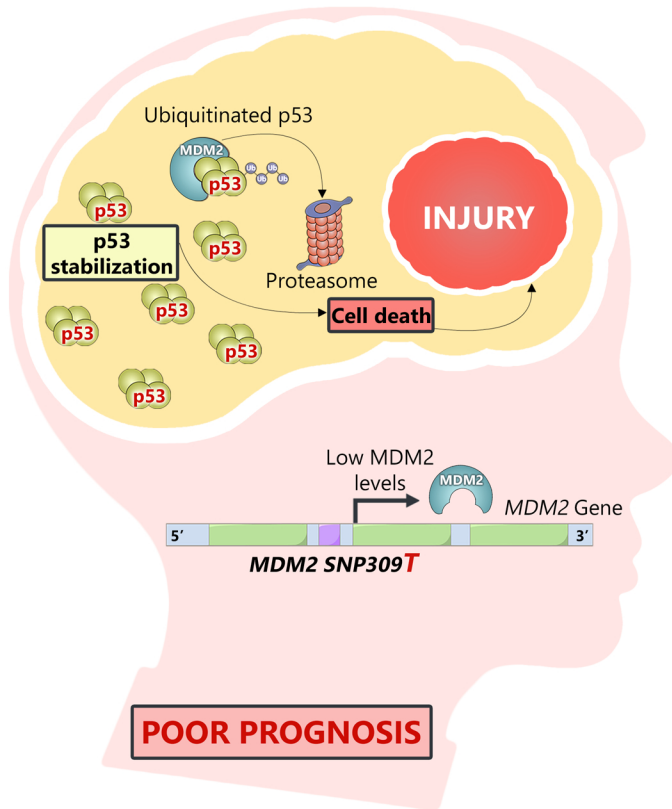 Ubiquitinated p53
MDM2
p53
Ub
Ub
Ub
Ub
p53
p53
stabilization
p53
Proteasome
INJURY
p53
p53
Cell death
p53
p53
Low MDM2
levels
MDM2
MDM2 Gene
5’
3’
MDM2 SNP309T
POOR PROGNOSIS